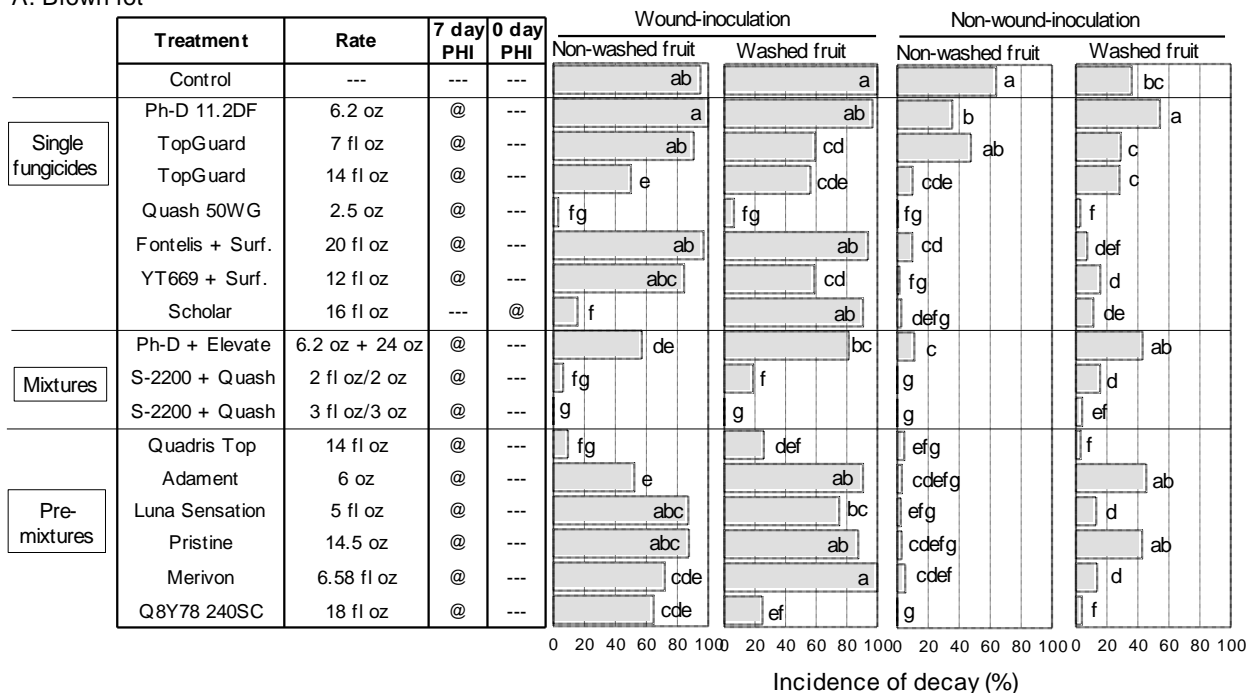 A. Brown rot
Wound-inoculation Non-wound-inoculation
Treatment Rate 7 day PHI 0 day PHI Non-washed fruit Washed fruit Non-washed fruit Washed fruit
Control --- --- --- ab a a bc
Single fungicides
Ph-D 11.2DF 6.2 oz @ --- a ab b a
TopGuard 7 fl oz @ --- ab cd ab c
TopGuard 14 fl oz @ --- e cde cde c
Quash 50WG 2.5 oz @ --- fg fg fg f
Fontelis + Surf. 20 fl oz @ --- ab ab cd def
YT669 + Surf. 12 fl oz @ --- abc cd fg d
Scholar 16 fl oz --- @ f ab defg de
Mixtures
Ph-D + Elevate 6.2 oz + 24 oz @ --- de bc c ab
S-2200 + Quash 2 fl oz/2 oz @ --- fg f g d
S-2200 + Quash 3 fl oz/3 oz @ --- g g g ef
Pre-mixtures
Quadris Top 14 fl oz @ --- fg def efg f
Adament 6 oz @ --- e ab cdefg ab
Luna Sensation 5 fl oz @ --- abc bc efg d
Pristine 14.5 oz @ --- abc ab cdefg ab
Merivon 6.58 fl oz @ --- cde a cdef d
Q8Y78 240SC 18 fl oz @ --- cde ef g f
0 20 40 60 80 100 0 20 40 60 80 100 0 20 40 60 80 100 0 20 40 60 80 100
Incidence of decay (%)